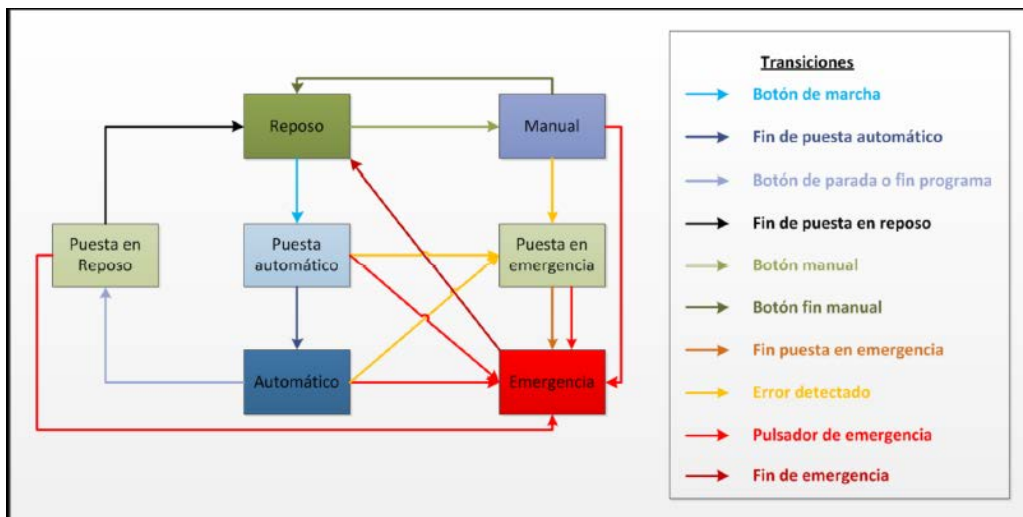 Reposo
Manual
Puesta en
Reposo
Puesta
automático
Puesta en
emergencia
Automático
Emergencia
Transiciones
Botón de marcha
Fin de puesta automático
Botón de parada o fin programa
Fin de puesta en reposo
Botón manual
Botón fin manual
Fin puesta en emergencia
Error detectado
Pulsador de emergencia
Fin de emergencia